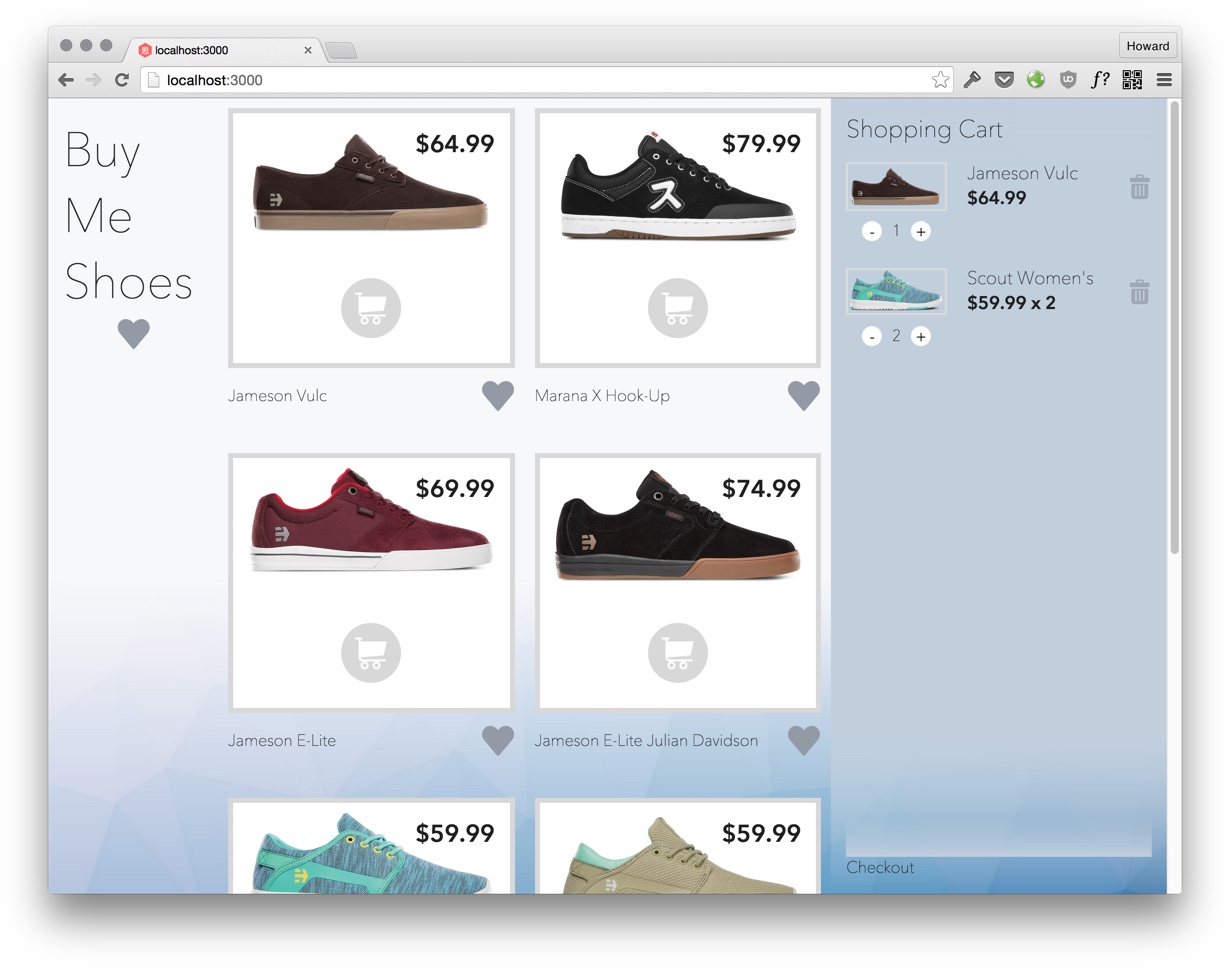 localhost:3000
Howard
localhost:3000
f?
Buy
Me
Shoes
$64.99
$79.99
Jameson Vulc
Marana X Hook-Up
$69.99
$74.99
Jameson E-Lite
Jameson E-Lite Julian Davidson
$59.99
$59.99
Shopping Cart
Jameson Vulc
$64.99
- 1 +
Scout Women's
$59.99 x 2
- 2 +
Checkout